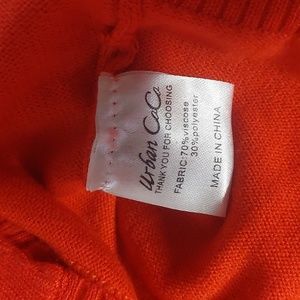 Urban CoCo
THANK YOU FOR CHOOSING
FABRIC:70%viscose
30%polyester
MADE IN CHINA